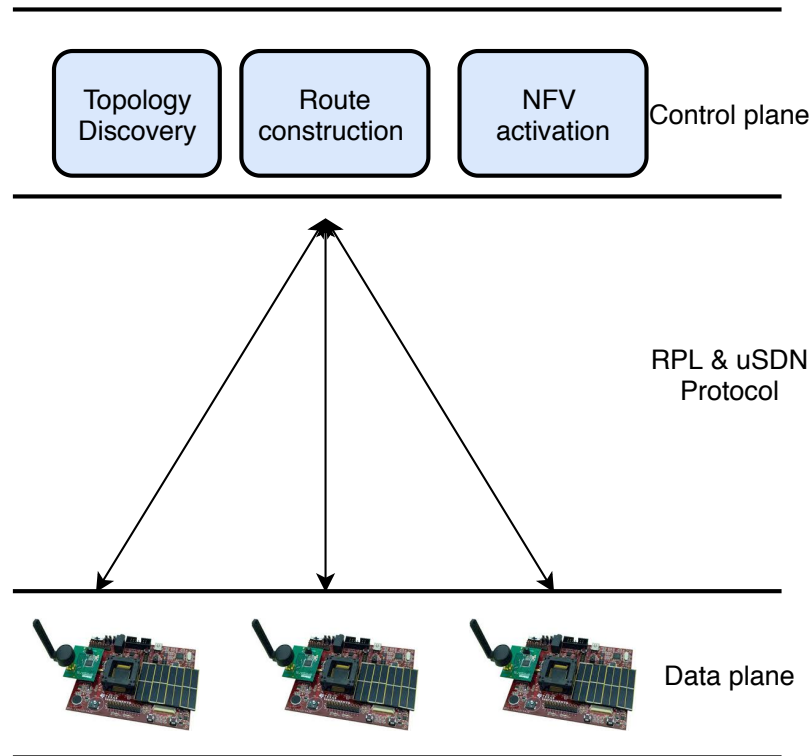 Topology
Discovery
Route
construction
NFV
activation
Control plane
RPL & uSDN
Protocol
Data plane